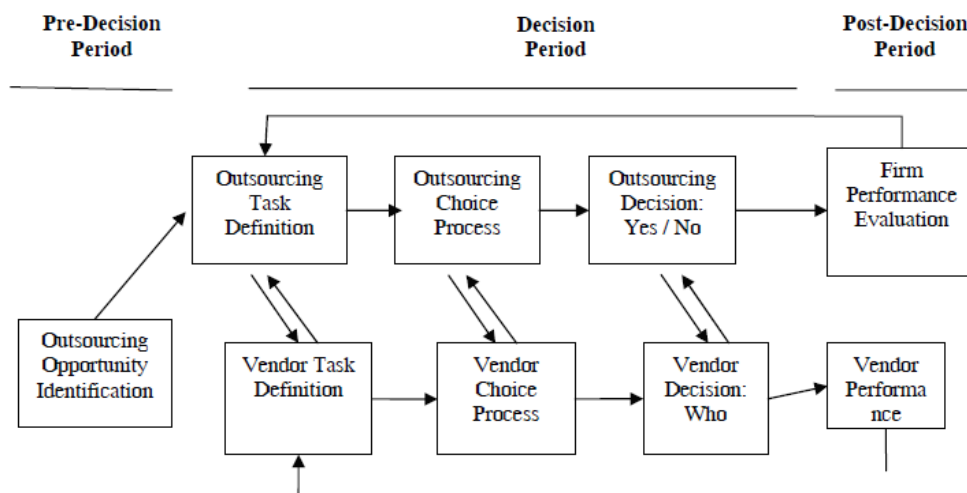 Pre-Decision
Period
Decision
Period
Post-Decision
Period
Outsourcing
Task
Definition
Outsourcing
Choice
Process
Outsourcing
Decision:
Yes / No
Firm
Performance
Evaluation
Outsourcing
Opportunity
Identification
Vendor Task
Definition
Vendor
Choice
Process
Vendor
Decision:
Who
Vendor
Performa
nce